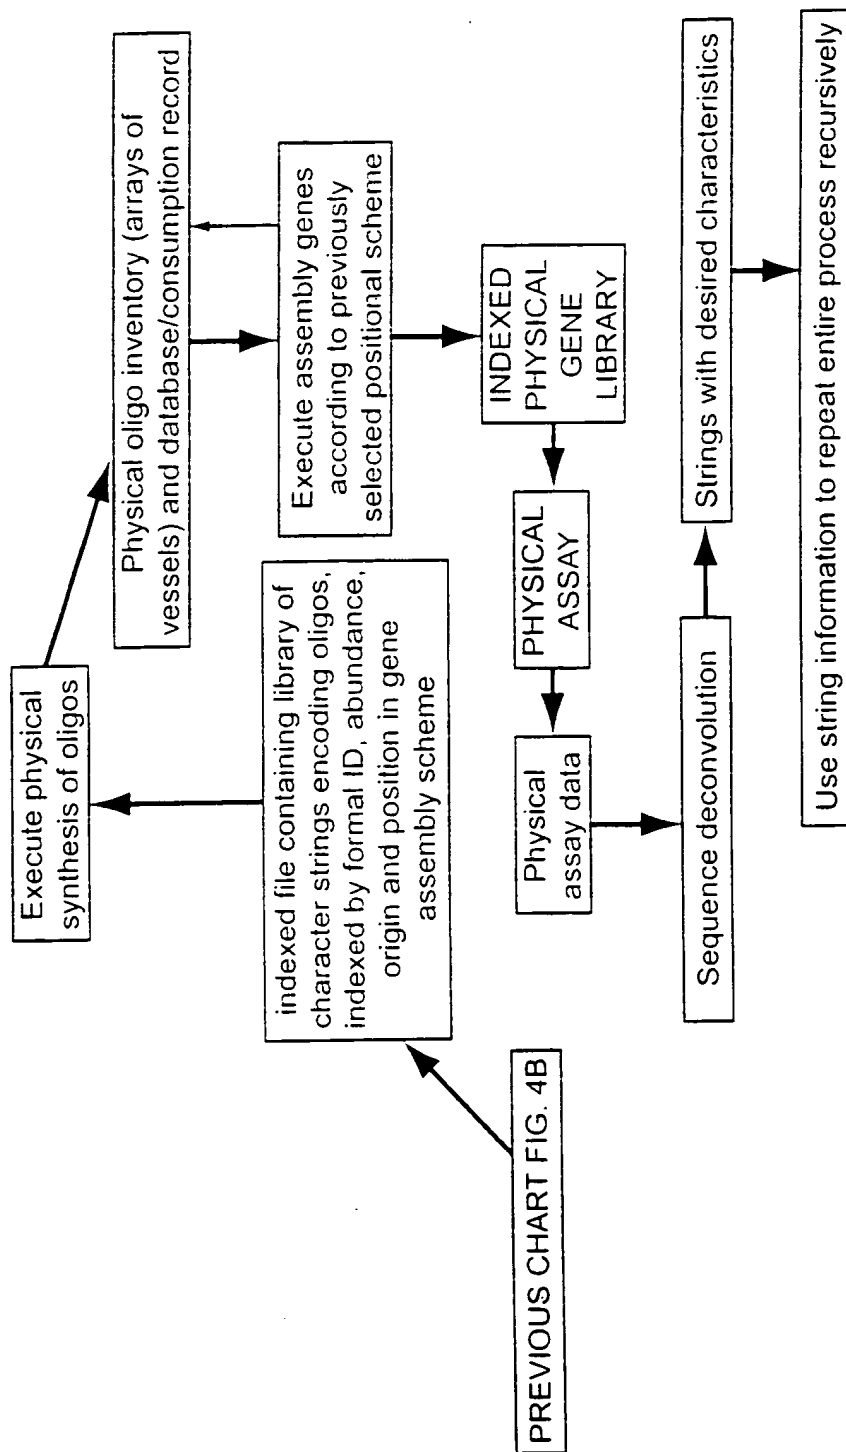 PREVIOUS CHART FIG. 4B
indexed file containing library of
character strings encoding oligos,
indexed by formal ID, abundance,
origin and position in gene
assembly scheme
Execute physical
synthesis of oligos
Physical oligo inventory (arrays of
vessels) and database/consumption record
Execute assembly genes
according to previously
selected positional scheme
INDEXED
PHYSICAL
GENE
LIBRARY
PHYSICAL
ASSAY
Physical
assay data
Sequence deconvolution
Strings with desired characteristics
Use string information to repeat entire process recursively